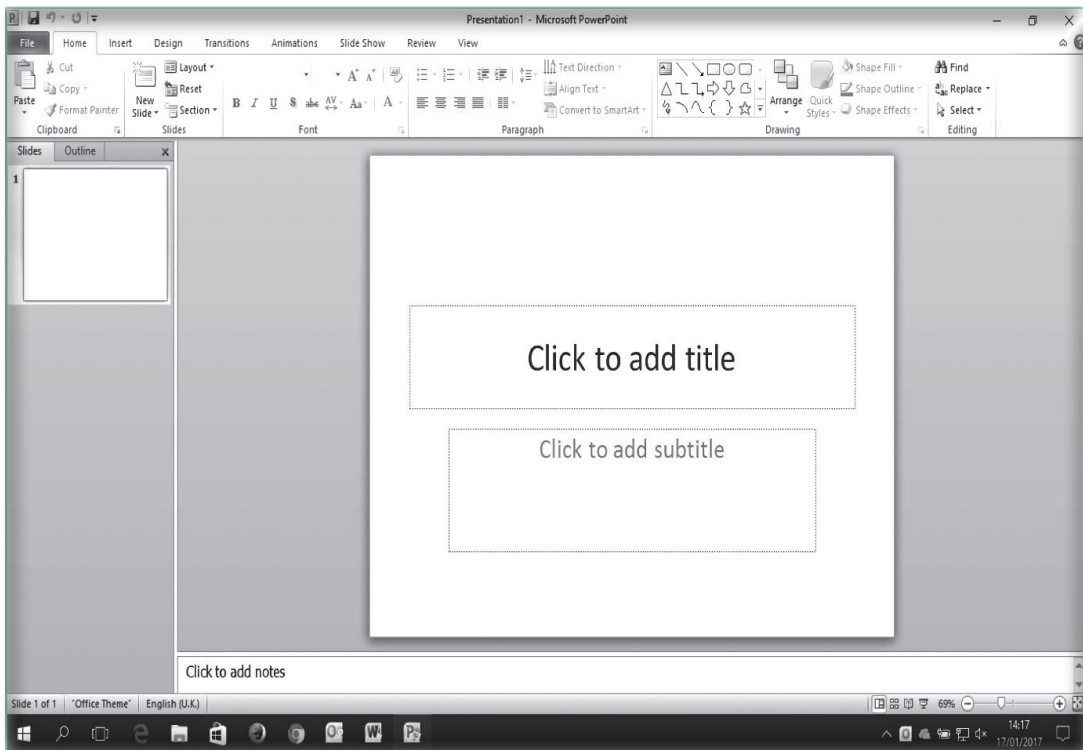 Presentation1 - Microsoft PowerPoint
File Home Insert Design Transitions Animations Slide Show Review View
Paste
Cut
Copy
Format Painter
Clipboard
New Slide
Layout
Reset
Section
Slides
B I U S abc AV Aa A
Font
Text Direction
Align Text
Convert to SmartArt
Paragraph
Arrange
Quick Styles
Shape Fill
Shape Outline
Shape Effects
Drawing
Find
Replace
Select
Editing
Slides Outline
1
Click to add title
Click to add subtitle
Click to add notes
Slide 1 of 1 "Office Theme" English (U.K.)
69%
14:17
17/01/2017